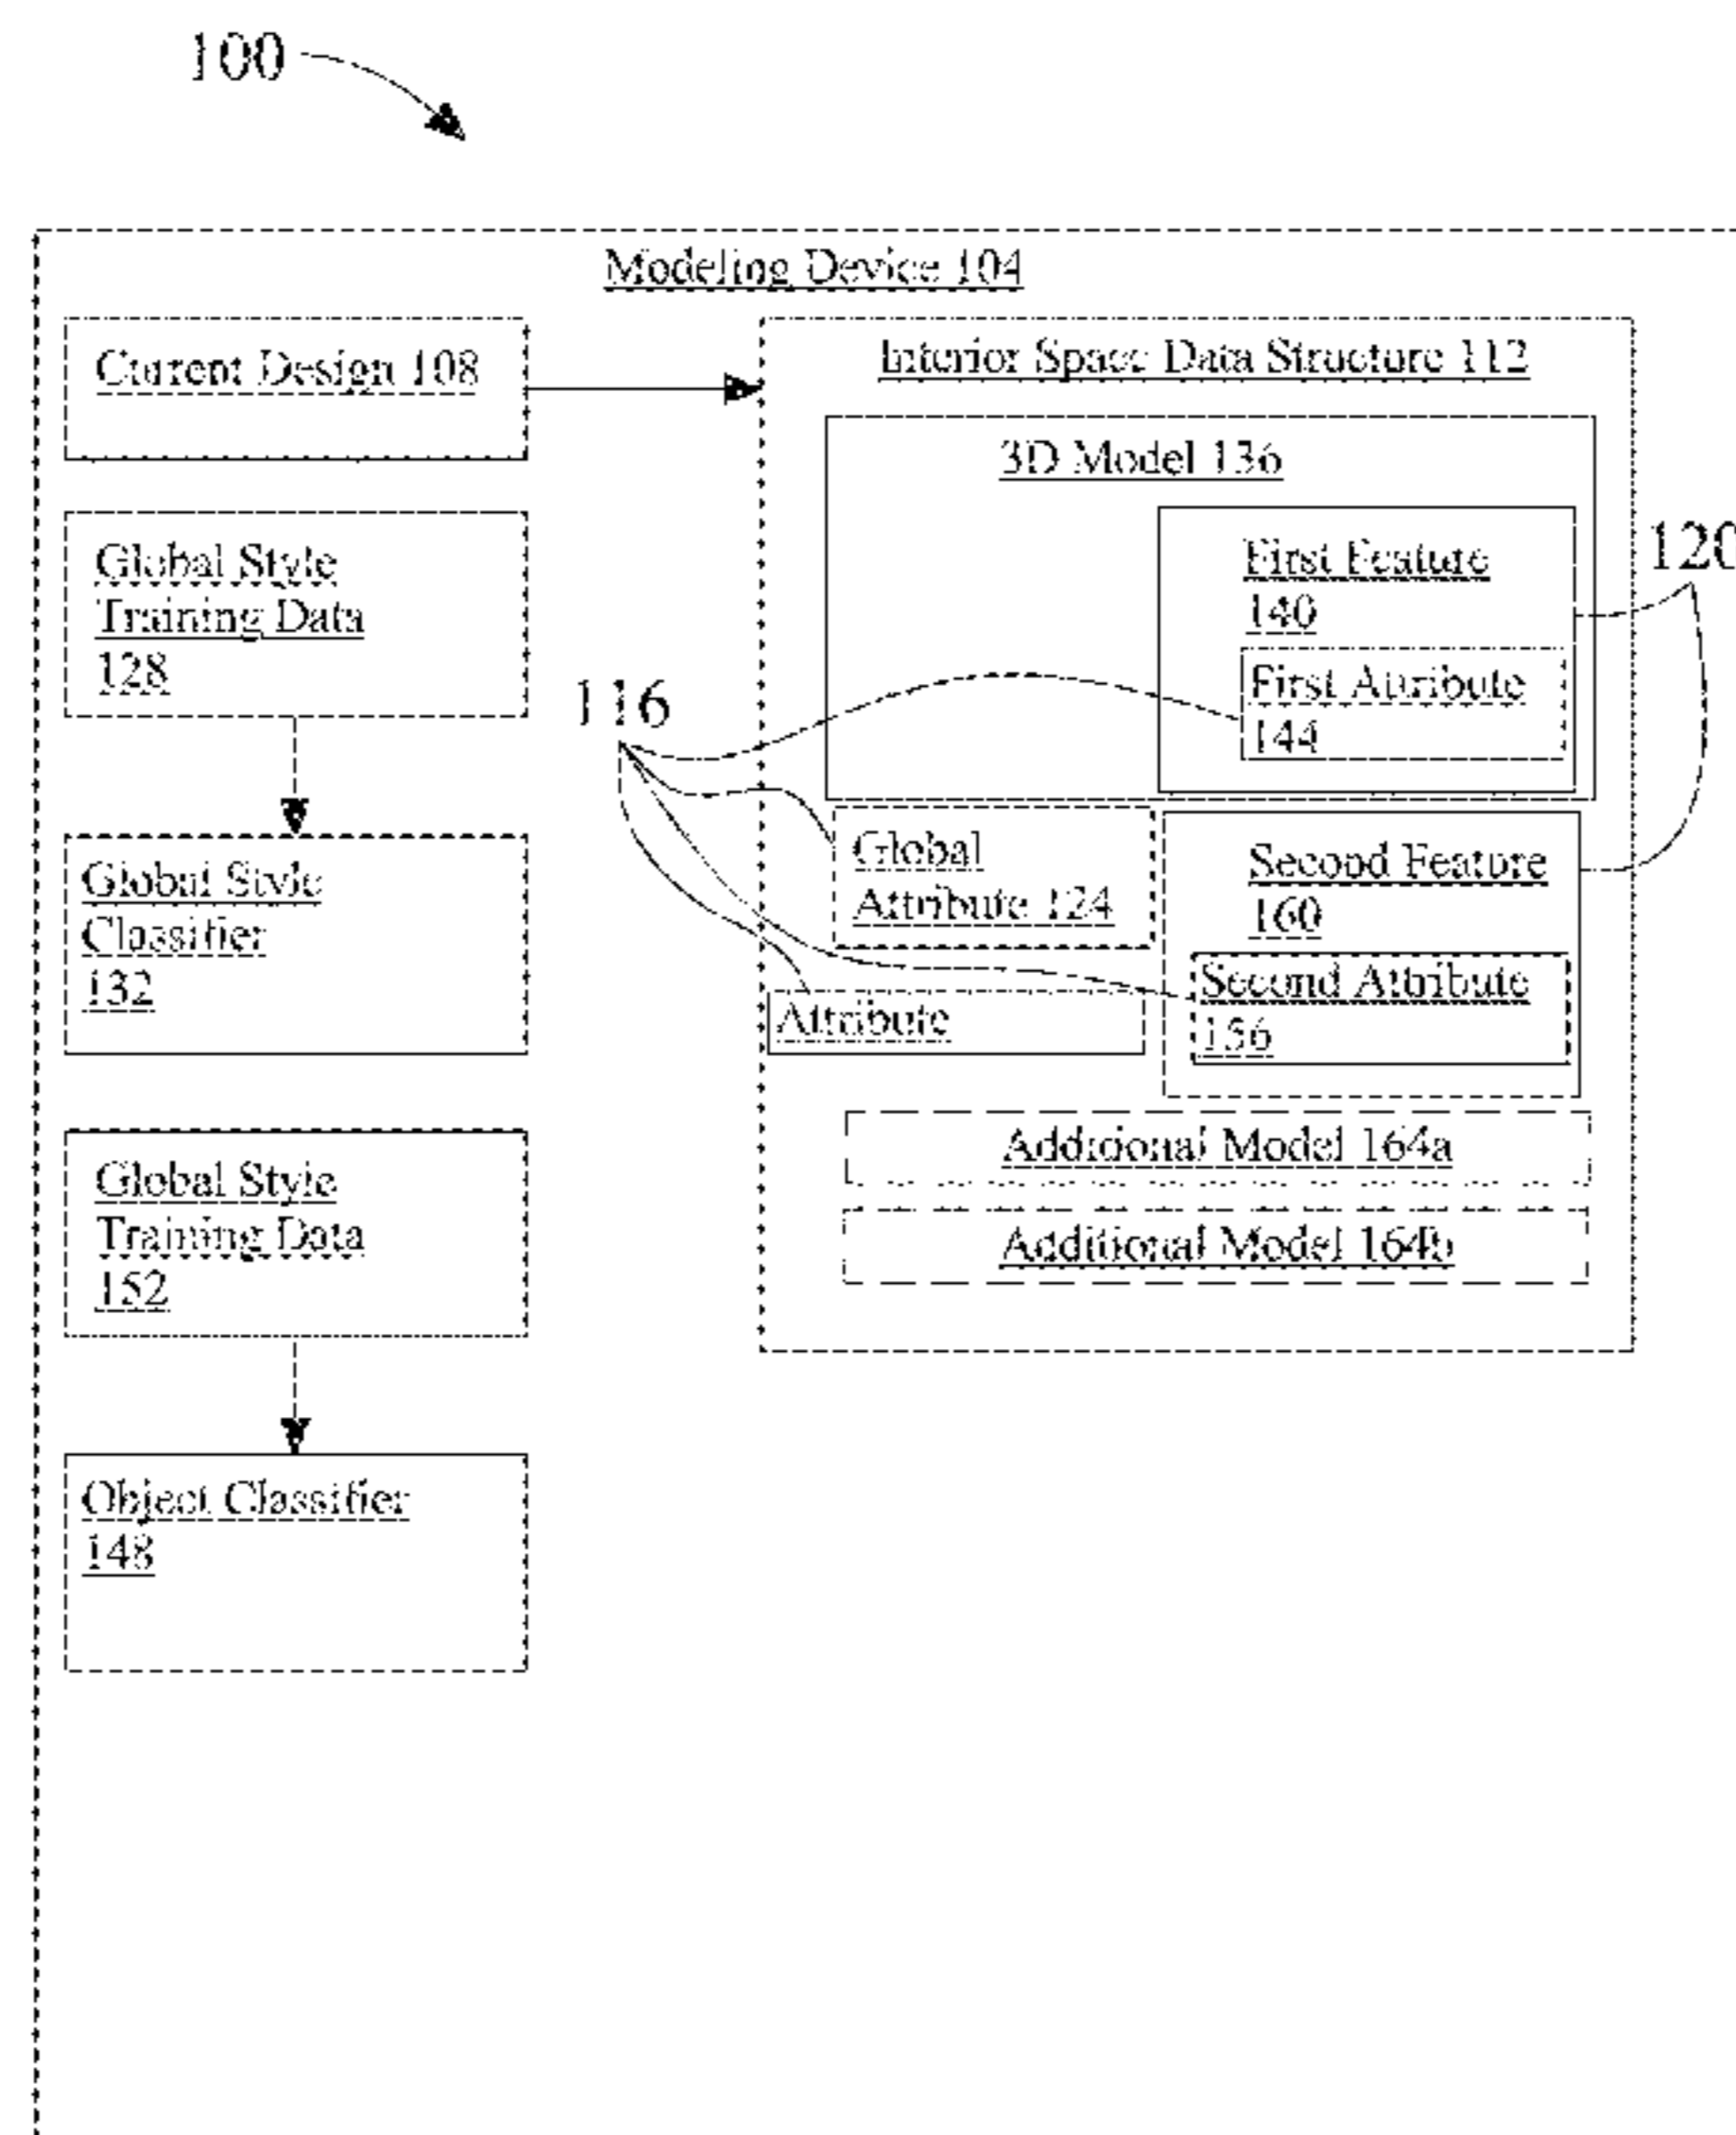 100
Modeling Device 104
Current Design 108
Interior Space Data Structure 112
3D Model 136
Global Style
Training Data
128
First Feature
140
120
First Attribute
144
116
Global Style
Classifier
132
Global
Attribute 124
Second Feature
160
Second Attribute
156
Attribute
Additional Model 164a
Global Style
Training Data
152
Additional Model 164b
Object Classifier
148